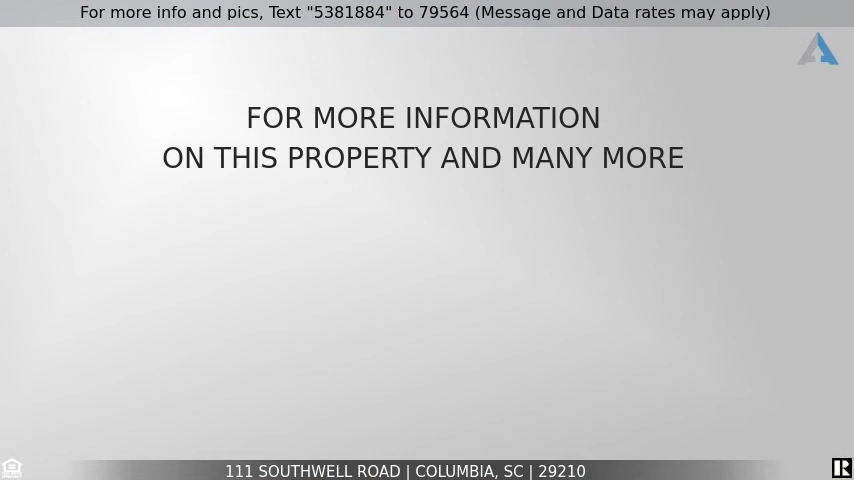 For more info and pics, Text "5381884" to 79564 (Message and Data rates may apply)
FOR MORE INFORMATION
ON THIS PROPERTY AND MANY MORE
111 SOUTHWELL ROAD | COLUMBIA, SC | 29210